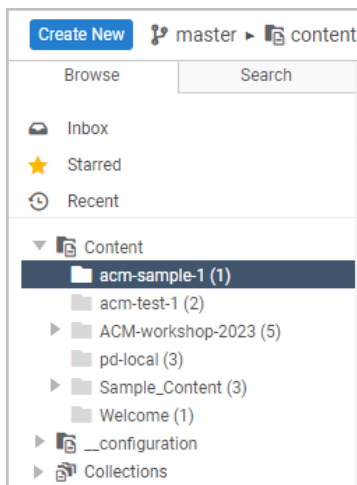 Create New master ▸ content
Browse Search
Inbox
Starred
Recent
Content
acm-sample-1 (1)
acm-test-1 (2)
ACM-workshop-2023 (5)
pd-local (3)
Sample_Content (3)
Welcome (1)
__configuration
Collections